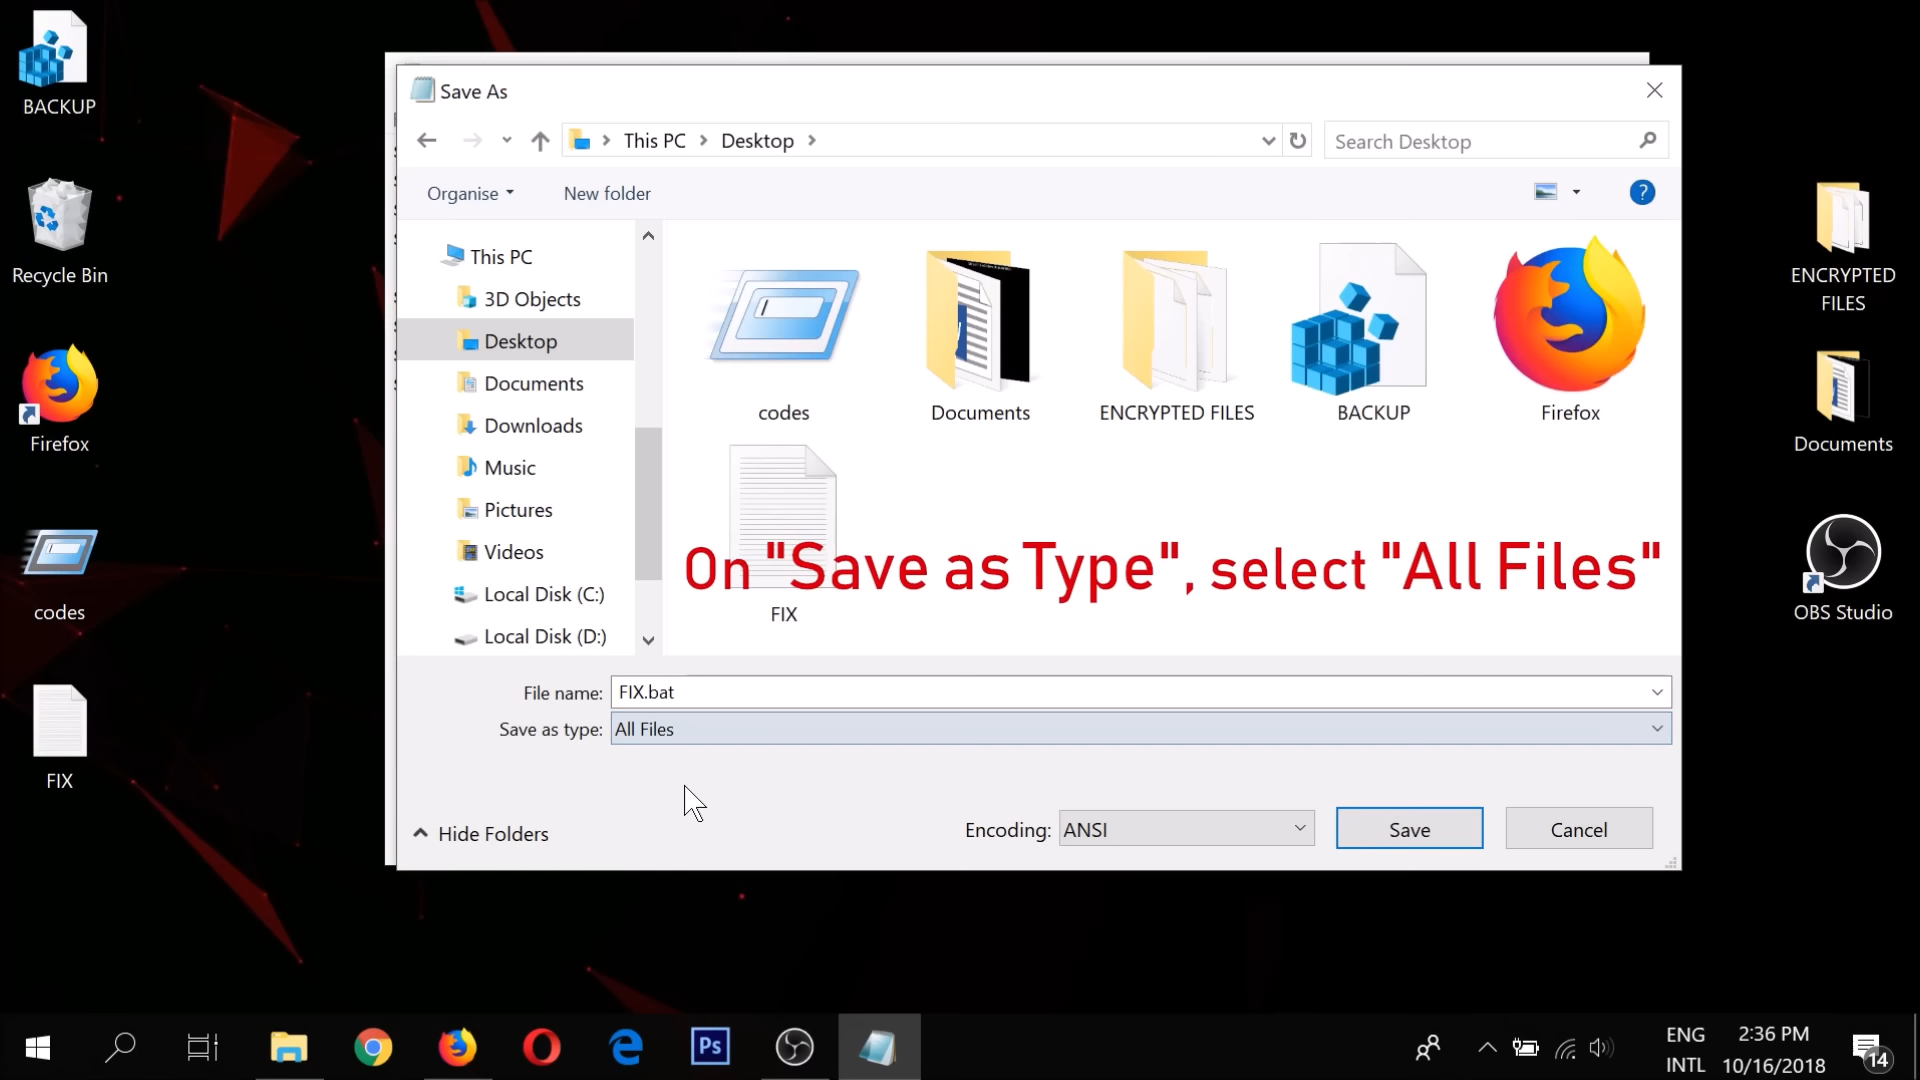 BACKUP
Recycle Bin
Firefox
codes
FIX
Save As
This PC
Desktop
Search Desktop
Organise
New folder
?
This PC
3D Objects
Desktop
Documents
Downloads
Music
Pictures
Videos
Local Disk (C:)
Local Disk (D:)
codes
Documents
ENCRYPTED FILES
BACKUP
Firefox
FIX
On "Save as Type", select "All Files"
File name:
FIX.bat
Save as type:
All Files
Hide Folders
Encoding:
ANSI
Save
Cancel
ENCRYPTED
FILES
Documents
OBS Studio
Ps
ENG
INTL
2:36 PM
10/16/2018
14